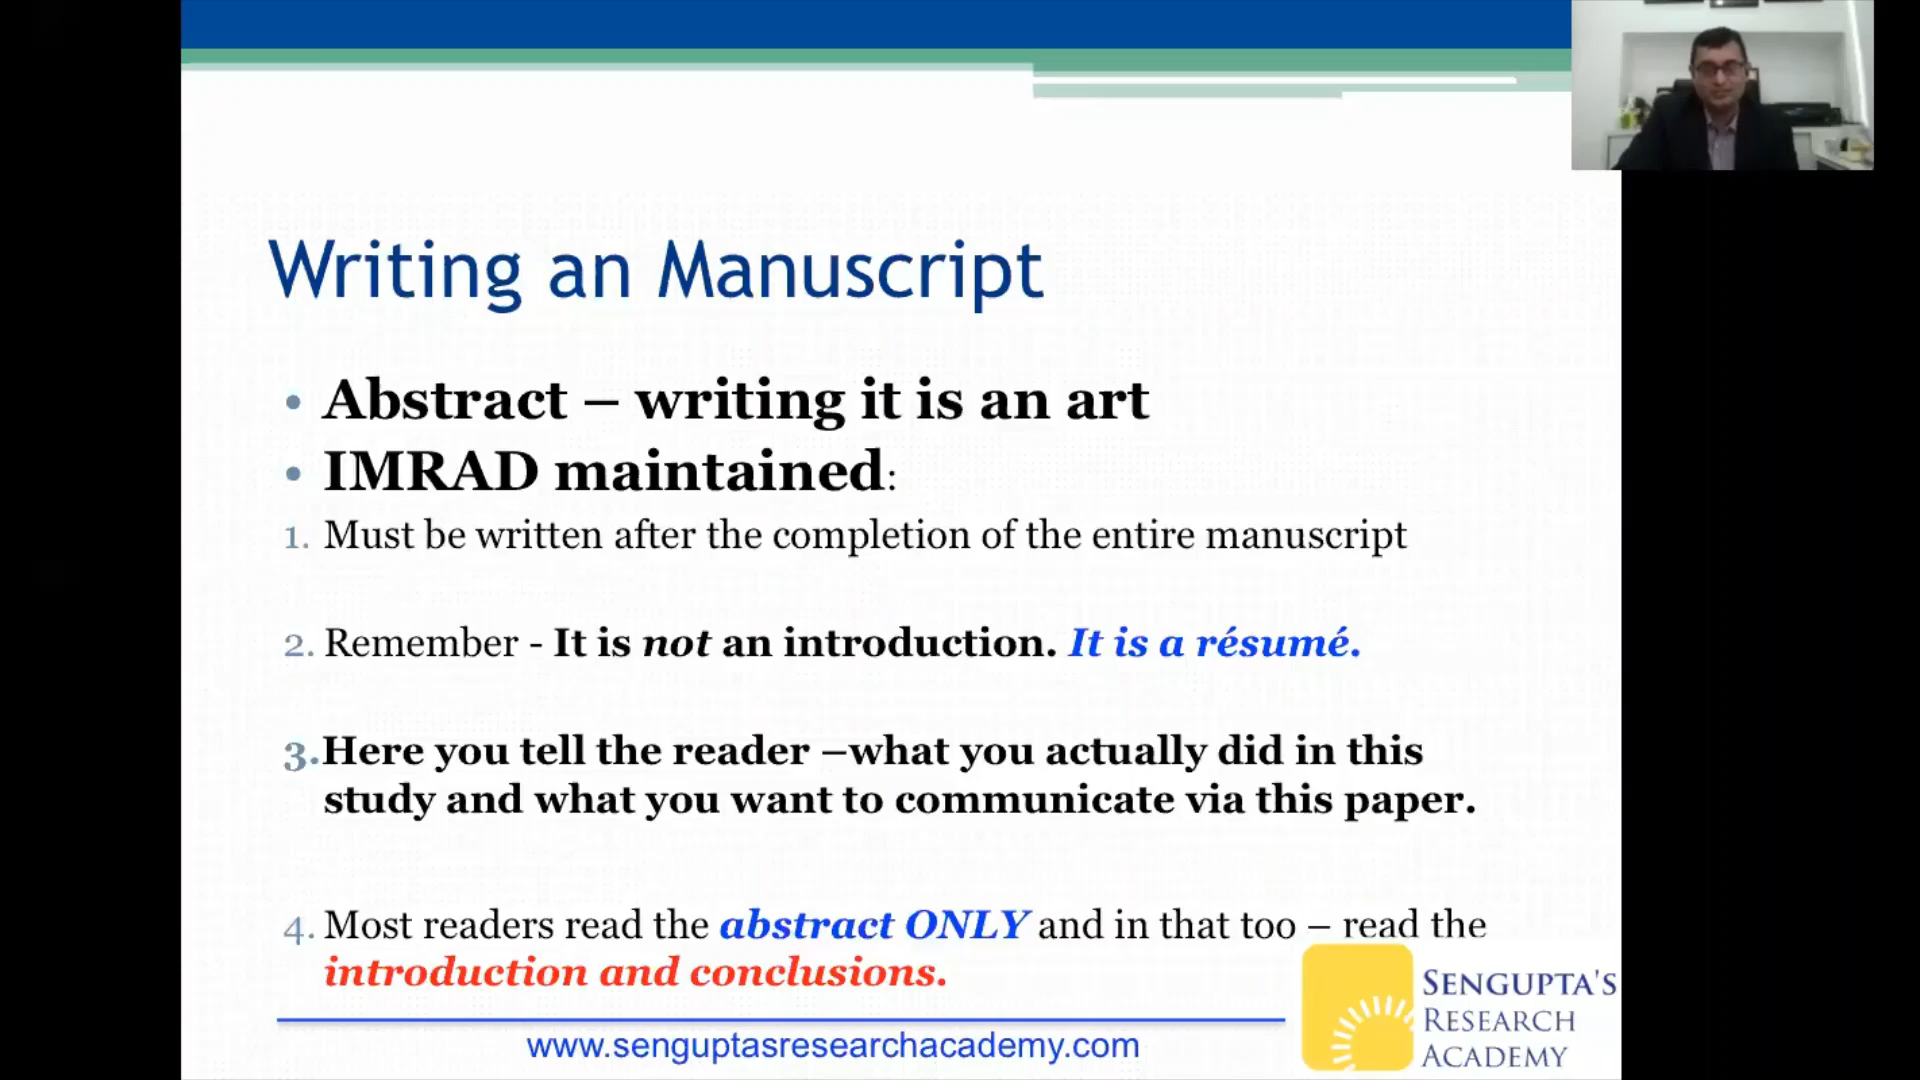 Writing an Manuscript
• Abstract – writing it is an art
• IMRAD maintained:
1. Must be written after the completion of the entire manuscript
2. Remember - It is not an introduction. It is a résumé.
3. Here you tell the reader –what you actually did in this
study and what you want to communicate via this paper.
4. Most readers read the abstract ONLY and in that too – read the
introduction and conclusions.
www.senguptasresearchacademy.com
SENGUPTA'S
RESEARCH
ACADEMY